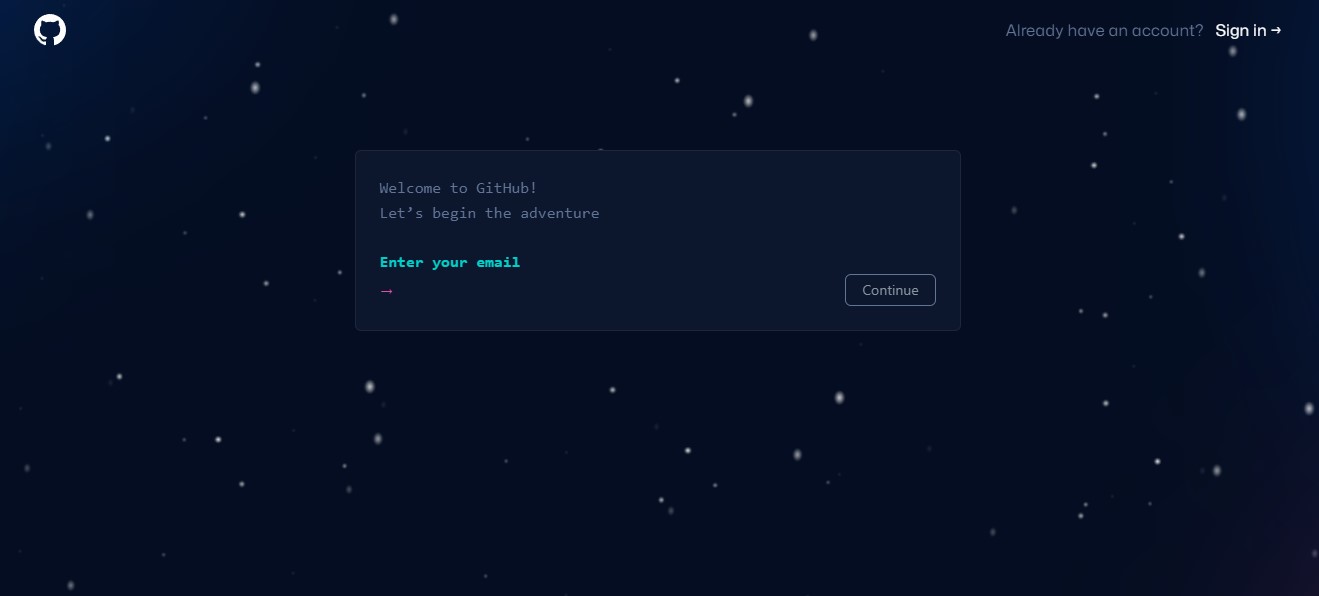 Already have an account? Sign in →
Welcome to GitHub!
Let’s begin the adventure
Enter your email
→
Continue